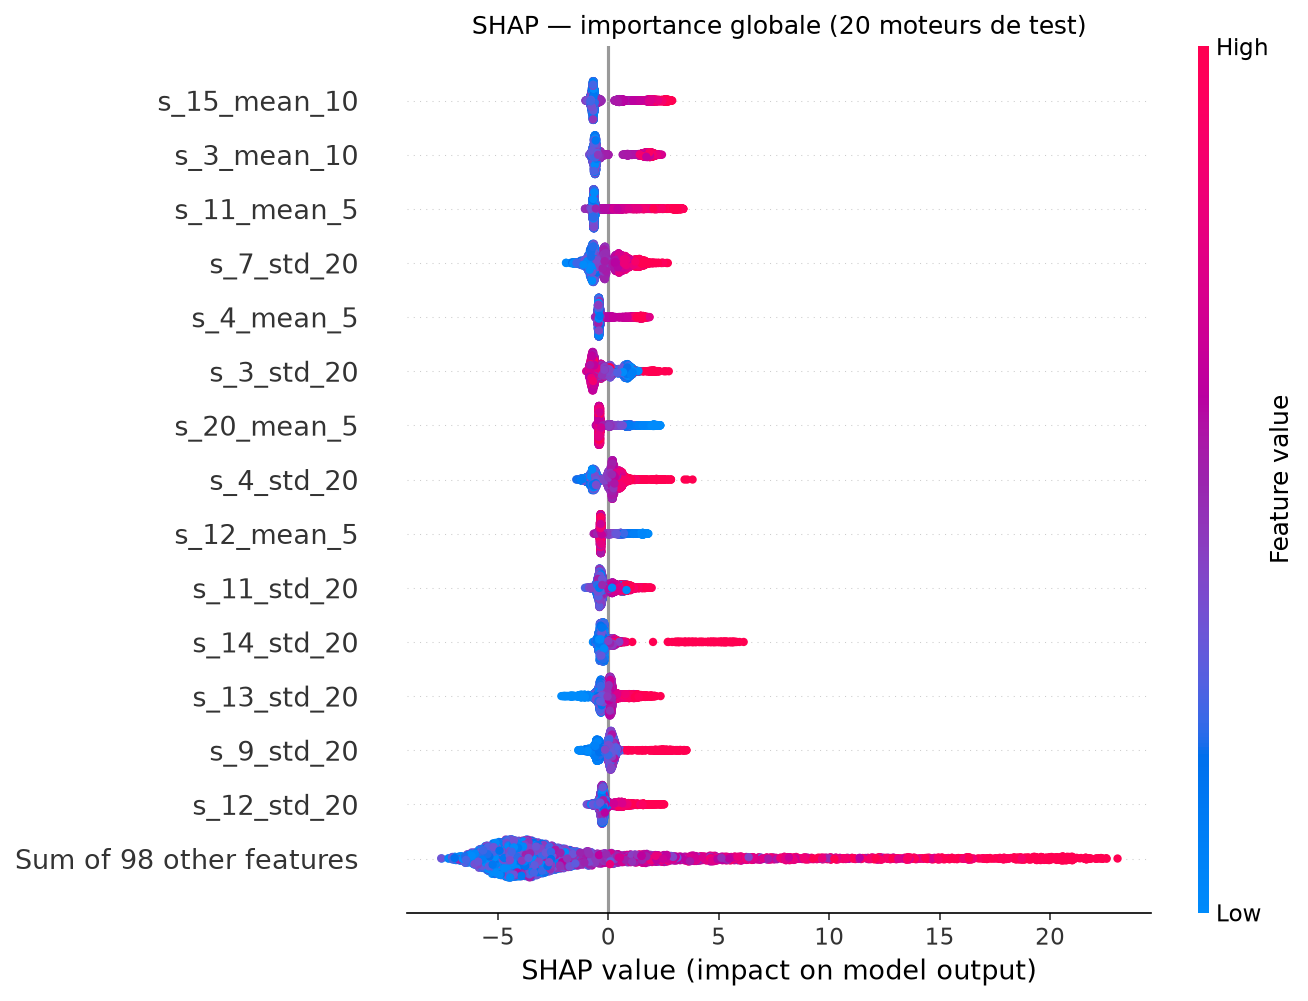 SHAP — importance globale (20 moteurs de test)
High
s_15_mean_10
s_3_mean_10
s_11_mean_5
s_7_std_20
s_4_mean_5
s_3_std_20
s_20_mean_5
s_4_std_20
s_12_mean_5
s_11_std_20
s_14_std_20
s_13_std_20
s_9_std_20
s_12_std_20
Sum of 98 other features
Feature value
Low
−5 0 5 10 15 20
SHAP value (impact on model output)